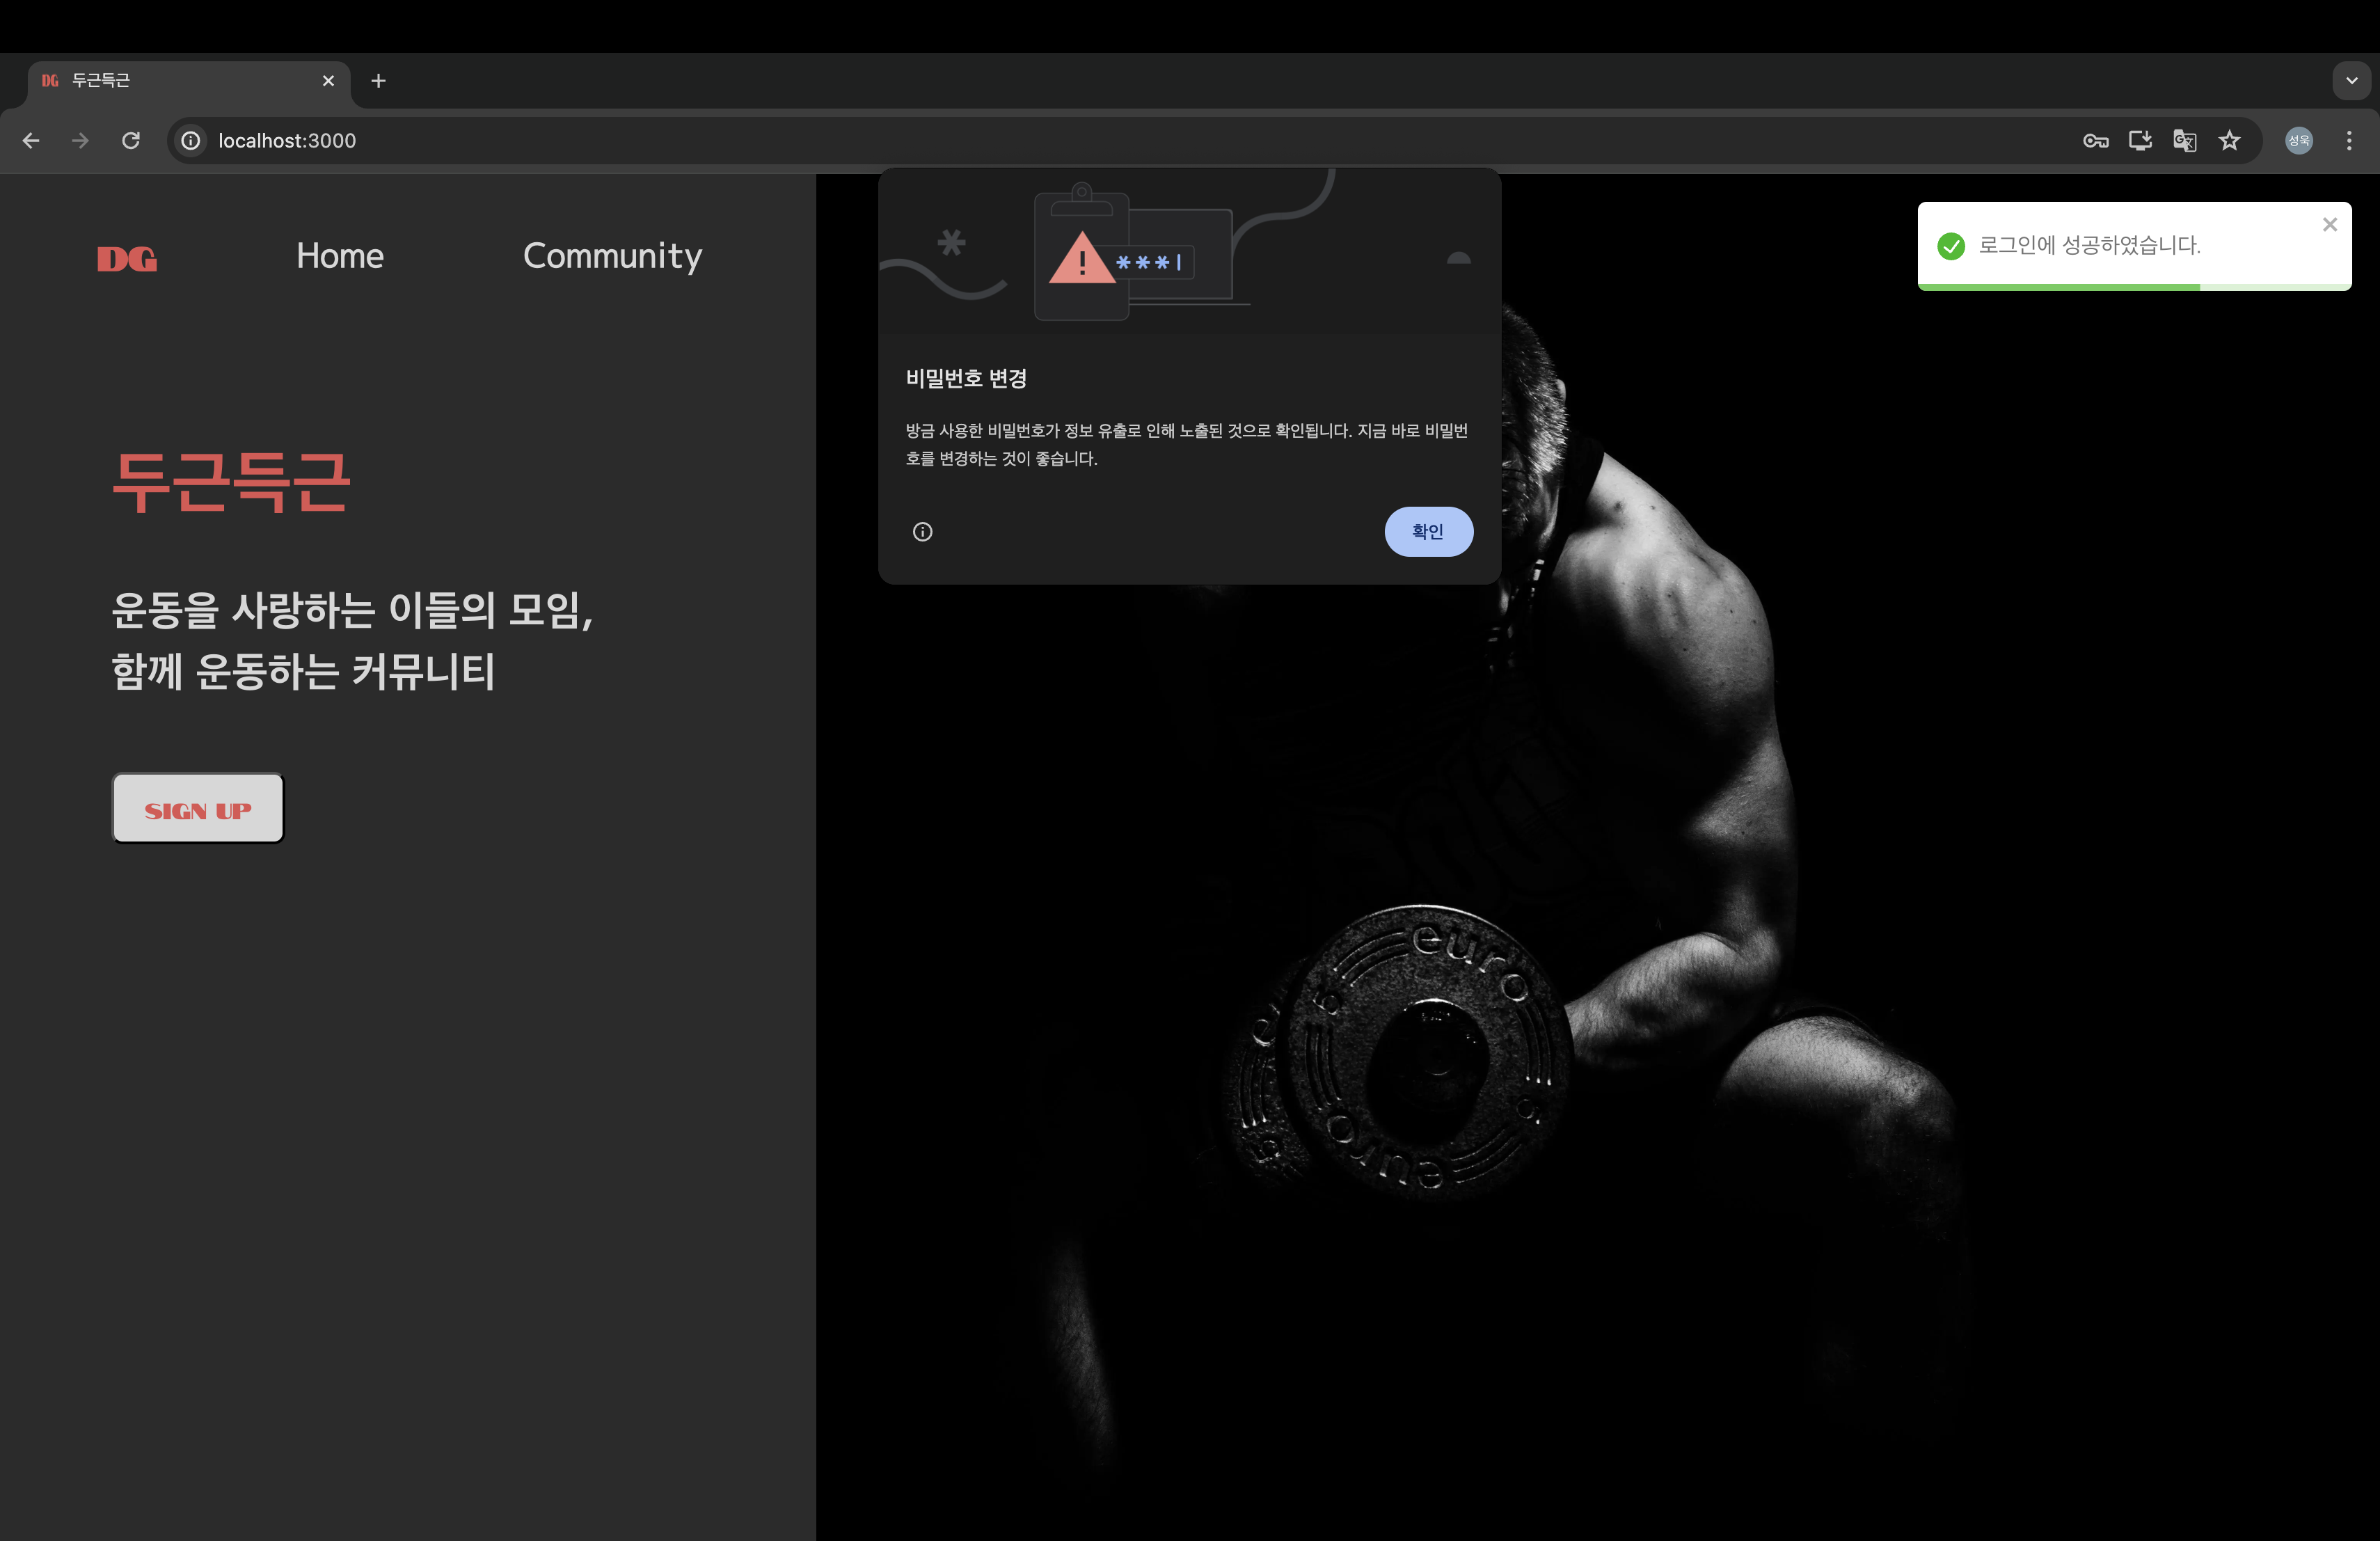 DG 두근득근
localhost:3000
성욱
DG Home Community
로그인에 성공하였습니다.
***
비밀번호 변경
방금 사용한 비밀번호가 정보 유출로 인해 노출된 것으로 확인됩니다. 지금 바로 비밀번
호를 변경하는 것이 좋습니다.
확인
두근득근
운동을 사랑하는 이들의 모임,
함께 운동하는 커뮤니티
SIGN UP
euro
euro